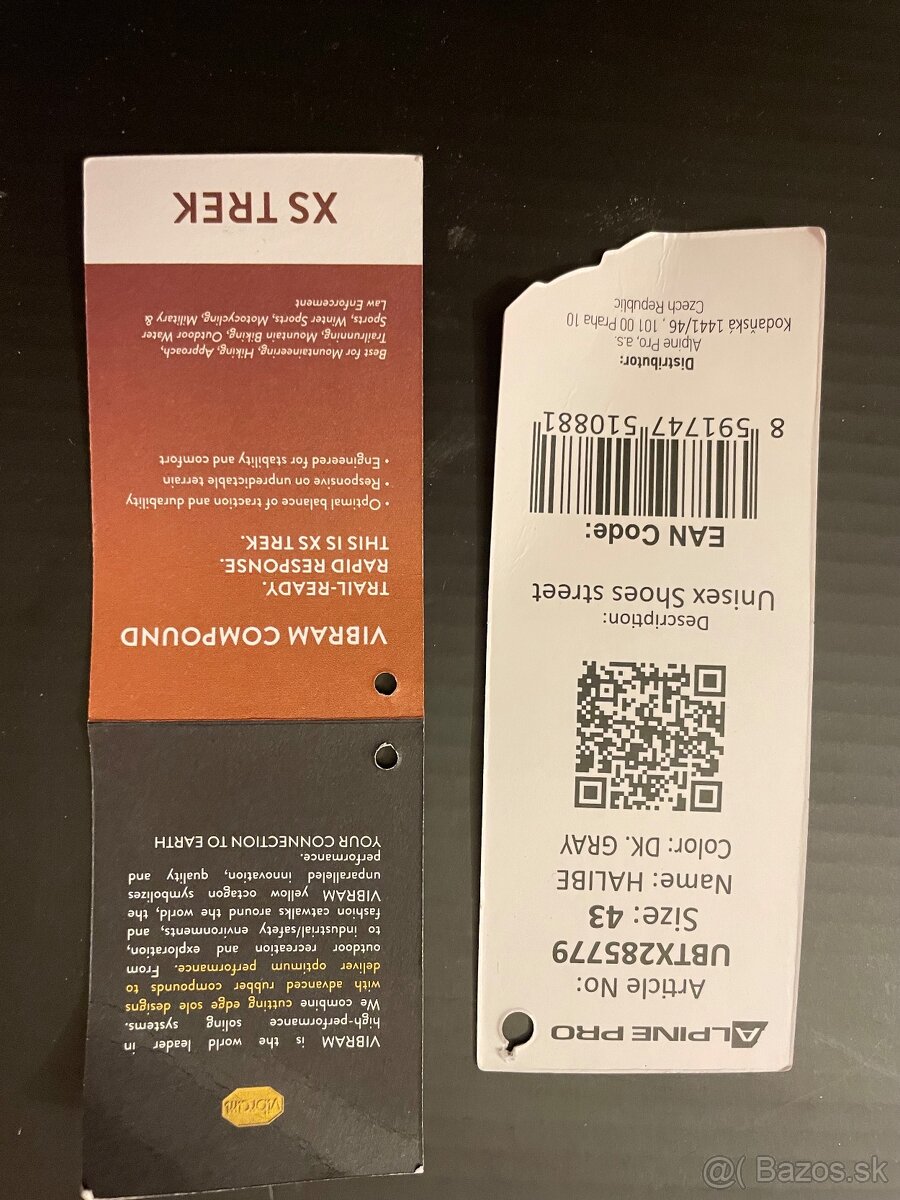 vibram
VIBRAM is the world leader in
high-performance soling systems.
We combine cutting edge sole designs
with advanced rubber compounds to
deliver optimum performance. From
outdoor recreation and exploration,
to industrial/safety environments, and
fashion catwalks around the world, the
VIBRAM yellow octagon symbolizes
unparalleled innovation, quality and
performance.
YOUR CONNECTION TO EARTH
VIBRAM COMPOUND
TRAIL-READY.
RAPID RESPONSE.
THIS IS XS TREK.
• Optimal balance of traction and durability
• Responsive on unpredictable terrain
• Engineered for stability and comfort
Best for Mountaineering, Hiking, Approach,
Trailrunning, Mountain Biking, Outdoor Water
Sports, Winter Sports, Motocycling, Military &
Law Enforcement
XS TREK
ALPINE PRO
Article No:
UBTX285779
Size: 43
Name: HALIBE
Color: DK. GRAY
Description:
Unisex Shoes street
EAN Code:
8 591747 510881
Distributor:
Alpine Pro, a.s.
Kodaňská 1441/46 , 101 00 Praha 10
Czech Republic
@( Bazos.sk